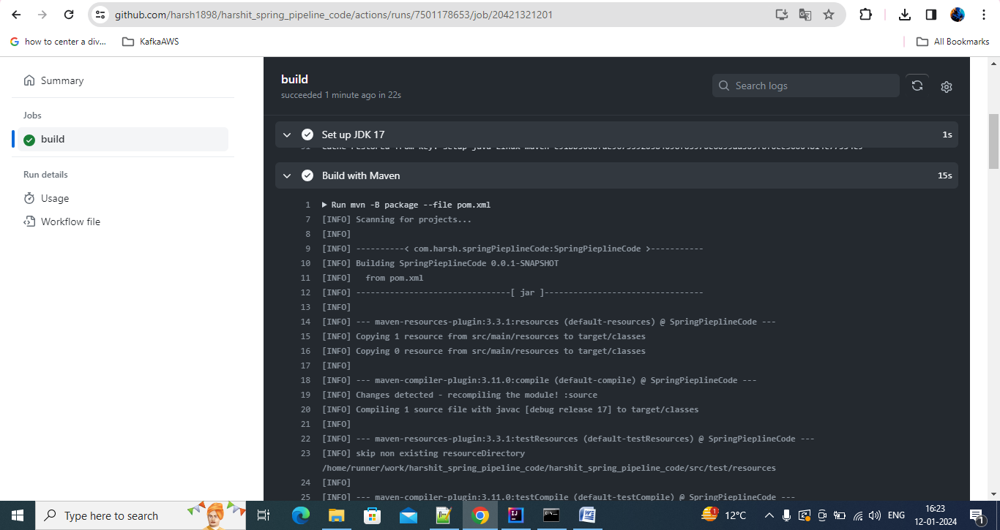 github.com/harsh1898/harshit_spring_pipeline_code/actions/runs/7501178653/job/20421321201
how to center a div...
KafkaAWS
All Bookmarks
Summary
Jobs
build
Run details
Usage
Workflow file
build
succeeded 1 minute ago in 22s
Search logs
Set up JDK 17
1s
Build with Maven
15s
1 Run mvn -B package --file pom.xml
7 [INFO] Scanning for projects...
8 [INFO]
9 [INFO] ----------< com.harsh.springPieplineCode:SpringPieplineCode >-----------
10 [INFO] Building SpringPieplineCode 0.0.1-SNAPSHOT
11 [INFO]   from pom.xml
12 [INFO] --------------------------------[ jar ]---------------------------------
13 [INFO]
14 [INFO] --- maven-resources-plugin:3.3.1:resources (default-resources) @ SpringPieplineCode ---
15 [INFO] Copying 1 resource from src/main/resources to target/classes
16 [INFO] Copying 0 resource from src/main/resources to target/classes
17 [INFO]
18 [INFO] --- maven-compiler-plugin:3.11.0:compile (default-compile) @ SpringPieplineCode ---
19 [INFO] Changes detected - recompiling the module! :source
20 [INFO] Compiling 1 source file with javac [debug release 17] to target/classes
21 [INFO]
22 [INFO] --- maven-resources-plugin:3.3.1:testResources (default-testResources) @ SpringPieplineCode ---
23 [INFO] skip non existing resourceDirectory
/home/runner/work/harshit_spring_pipeline_code/harshit_spring_pipeline_code/src/test/resources
24 [INFO]
25 [INFO] --- maven-compiler-plugin:3.11.0:testCompile (default-testCompile) @ SpringPieplineCode ---
Type here to search
12°C
ENG
16:23
12-01-2024
1